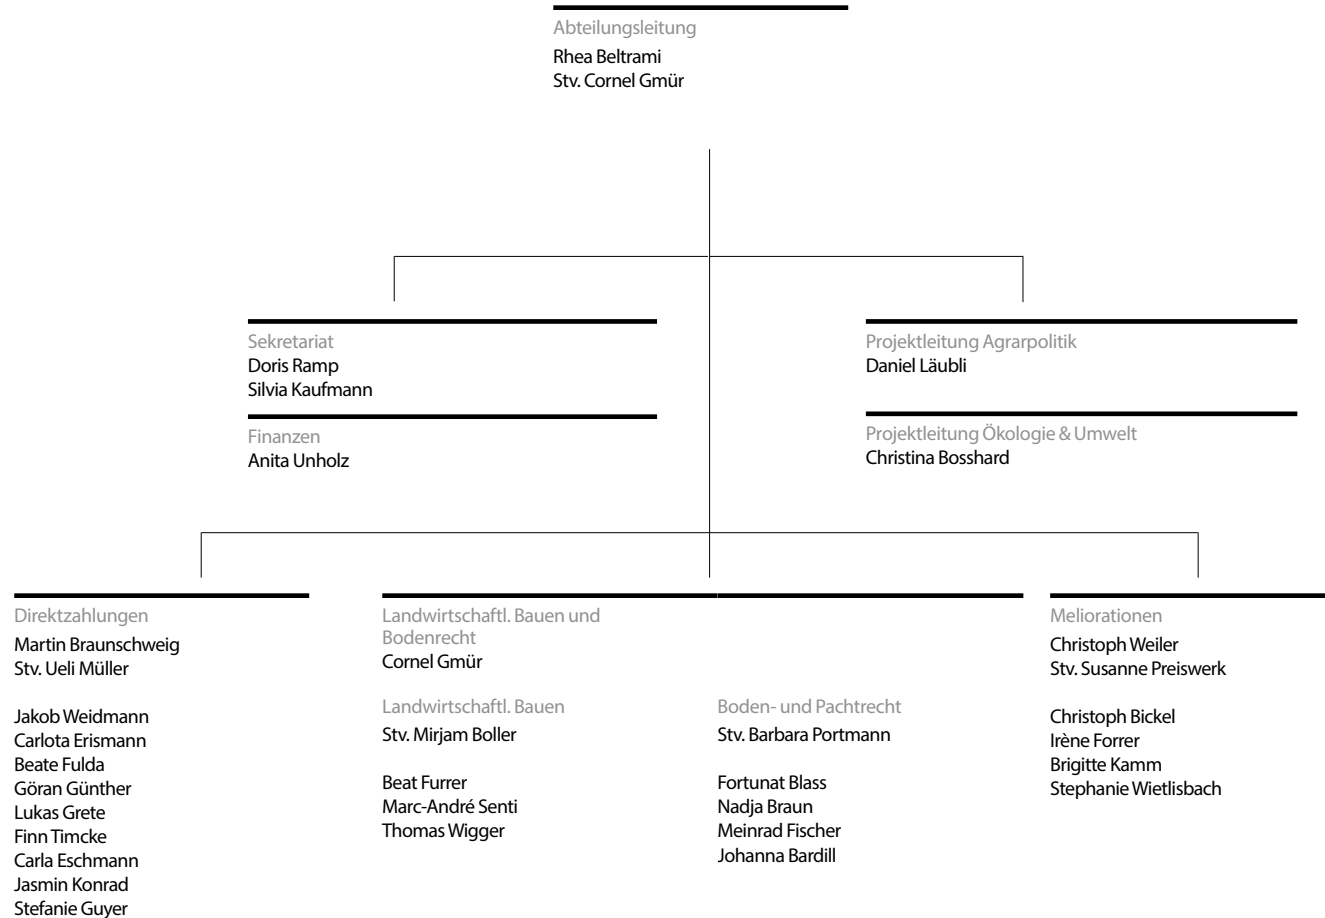 Abteilungsleitung
Rhea Beltrami
Stv. Cornel Gmür
Sekretariat
Doris Ramp
Silvia Kaufmann
Finanzen
Anita Unholz
Projektleitung Agrarpolitik
Daniel Läubli
Projektleitung Ökologie & Umwelt
Christina Bosshard
Direktzahlungen
Martin Braunschweig
Stv. Ueli Müller
Jakob Weidmann
Carlota Erismann
Beate Fulda
Göran Günther
Lukas Grete
Finn Timcke
Carla Eschmann
Jasmin Konrad
Stefanie Guyer
Landwirtschaftl. Bauen und
Bodenrecht
Cornel Gmür
Landwirtschaftl. Bauen
Stv. Mirjam Boller
Beat Furrer
Marc-André Senti
Thomas Wigger
Boden- und Pachtrecht
Stv. Barbara Portmann
Fortunat Blass
Nadja Braun
Meinrad Fischer
Johanna Bardill
Meliorationen
Christoph Weiler
Stv. Susanne Preiswerk
Christoph Bickel
Irène Forrer
Brigitte Kamm
Stephanie Wietlisbach